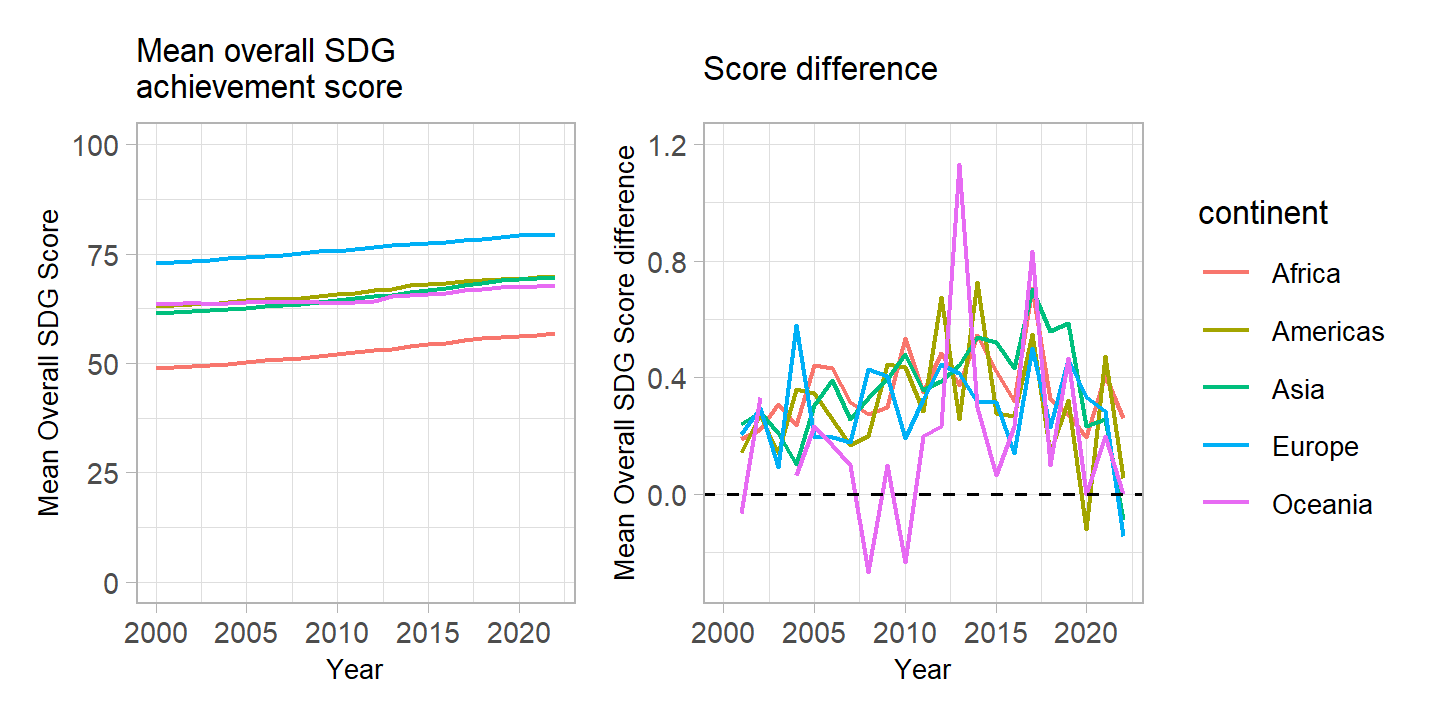 Mean overall SDG
achievement score
Mean Overall SDG Score
100
75
50
25
0
2000 2005 2010 2015 2020
Year
Score difference
Mean Overall SDG Score difference
1.2
0.8
0.4
0.0
2000 2005 2010 2015 2020
Year
continent
Africa
Americas
Asia
Europe
Oceania